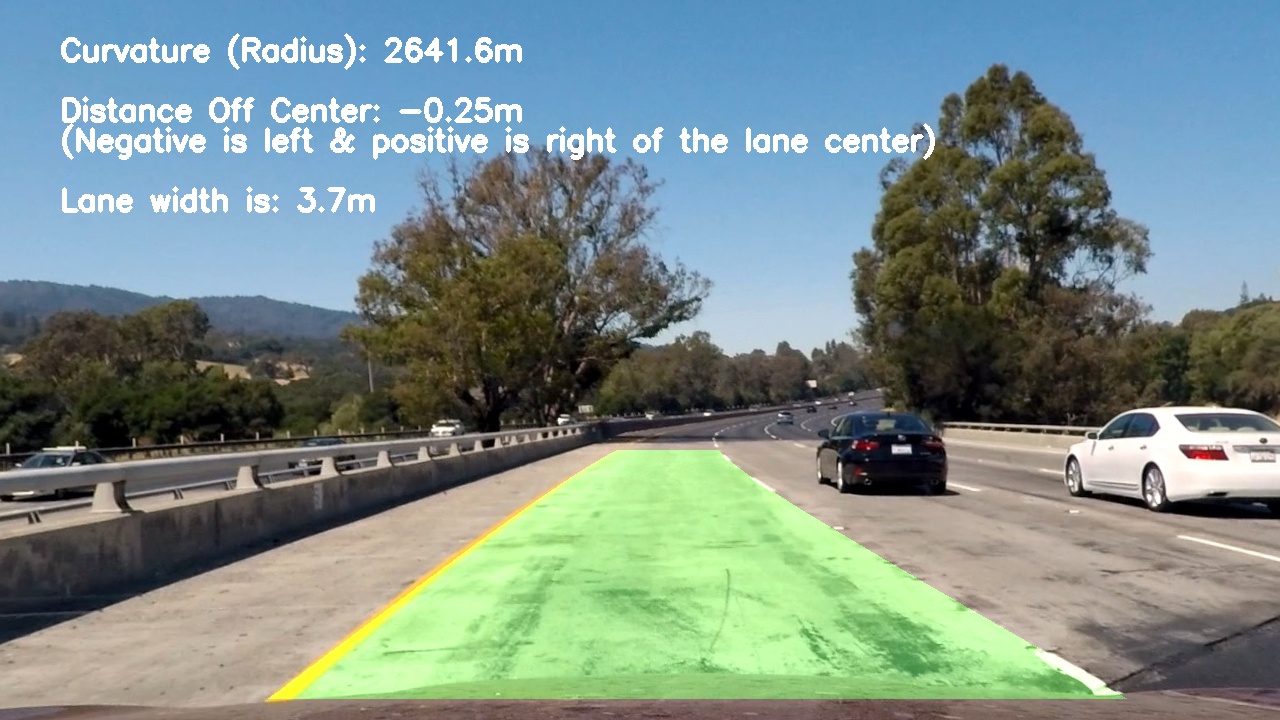 Curvature (Radius): 2641.6m
Distance Off Center: -0.25m
(Negative is left & positive is right of the lane center)
Lane width is: 3.7m